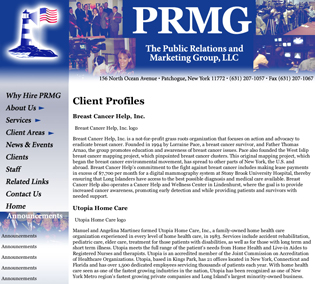 PRMG
The Public Relations and
Marketing Group, LLC
156 North Ocean Avenue • Patchogue, New York 11772 • (631) 207-1057 • Fax (631) 207-1067
Why Hire PRMG
About Us
Services
Client Areas
News & Events
Clients
Staff
Related Links
Contact Us
Home
Announcements
Announcements
Announcements
Announcements
Announcements
Client Profiles
Breast Cancer Help, Inc.
Breast Cancer Help, Inc. logo
Breast Cancer Help, Inc. is a not-for-profit grass roots organization that focuses on action and advocacy to
eradicate breast cancer. Founded in 1994 by Lorraine Pace, a breast cancer survivor, and Father Thomas
Arnao, the group promotes education and awareness of breast cancer issues. Pace also founded the West Islip
breast cancer mapping project, which pinpointed breast cancer clusters. This original mapping project, which
began the breast cancer environmental movement, has spread to other parts of New York, the U.S. and
abroad. Breast Cancer Help's commitment to the fight against breast cancer includes making lease payments
in excess of $7,700 per month for a digital mammography system at Stony Brook University Hospital, thereby
ensuring that Long Islanders have access to the best possible diagnosis and medical care available. Breast
Cancer Help also operates a Cancer Help and Wellness Center in Lindenhurst, where the goal is to provide
increased cancer awareness, promoting early detection and while providing patients and survivors with
needed support.
Utopia Home Care
Utopia Home Care logo
Manuel and Angelina Martinez formed Utopia Home Care, Inc., a family-owned home health care
organization experienced in every level of home health care, in 1983. Services include accident rehabilitation,
pediatric care, elder care, treatment for those patients with disabilities, as well as for those with long term and
short term illness. Utopia meets the full range of the patient's needs from Home Health and Live-in Aides to
Registered Nurses and therapists. Utopia is an accredited member of the Joint Commission on Accreditation
of Healthcare Organizations. Utopia, based in Kings Park, has 22 offices located in New York, Connecticut and
Florida and has over 1,500 dedicated employees servicing thousands of patients each year. With home health
care seen as one of the fastest growing industries in the nation, Utopia has been recognized as one of New
York Metro region's fastest growing private companies and Long Island's largest minority-owned business.